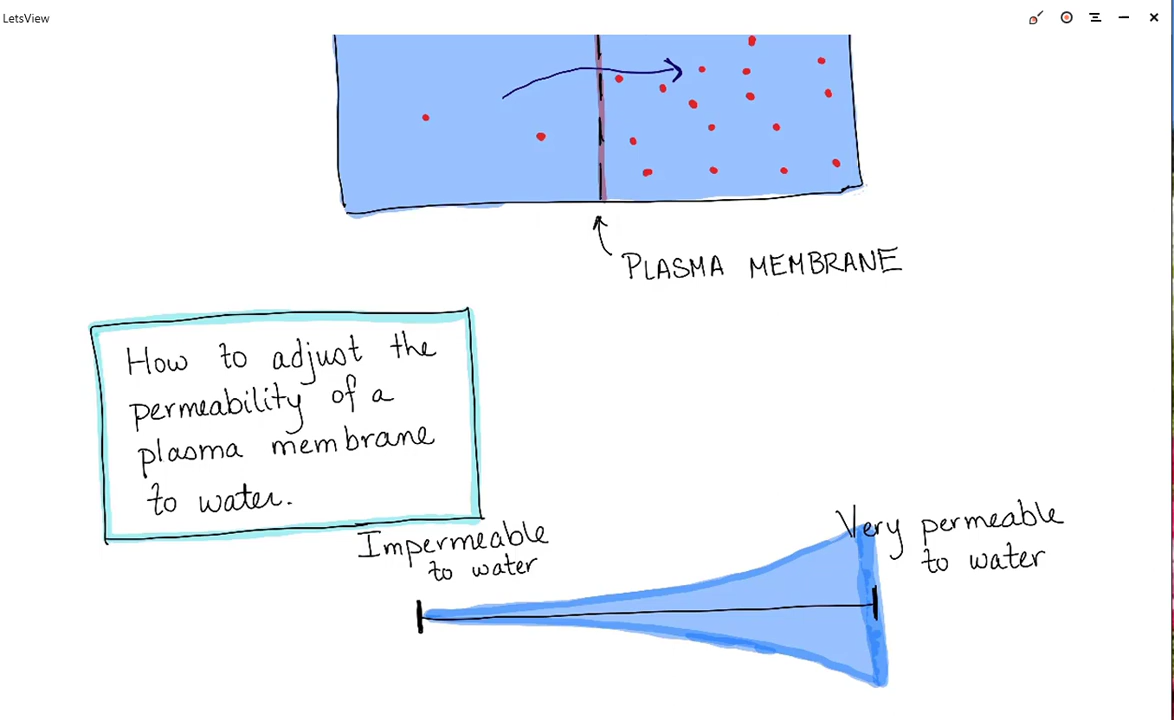 LetsView
PLASMA MEMBRANE
How to adjust the
permeability of a
plasma membrane
to water.
Impermeable
to water
Very permeable
to water